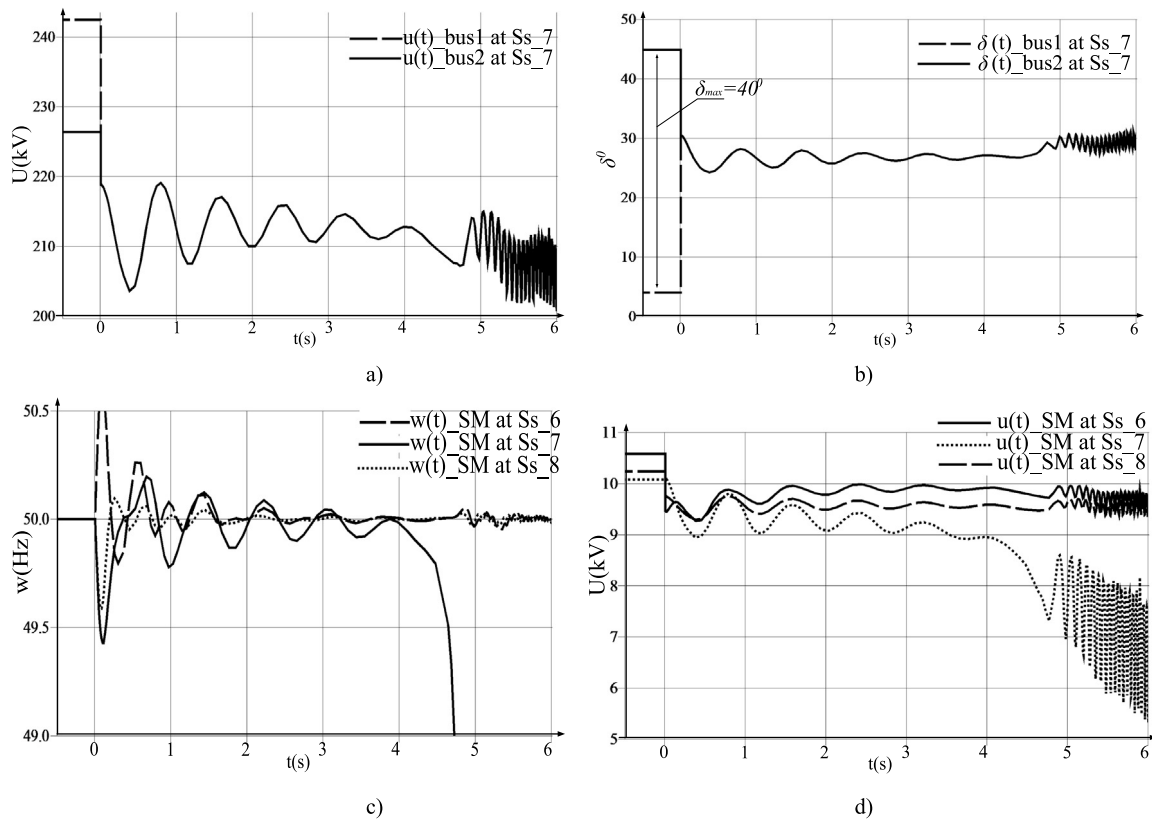 u(t)_bus1 at Ss_7
u(t)_bus2 at Ss_7
U(kV)
240
230
220
210
200
0 1 2 3 4 5 6
t(s)
a)
δ (t)_bus1 at Ss_7
δ (t)_bus2 at Ss_7
δmax=40⁰
δ⁰
50
40
30
20
10
0
0 1 2 3 4 5 6
t(s)
b)
w(t)_SM at Ss_6
w(t)_SM at Ss_7
w(t)_SM at Ss_8
w(Hz)
50.5
50.0
49.5
49.0
0 1 2 3 4 5 6
t(s)
c)
u(t)_SM at Ss_6
u(t)_SM at Ss_7
u(t)_SM at Ss_8
U(kV)
11
10
9
8
7
6
5
0 1 2 3 4 5 6
t(s)
d)